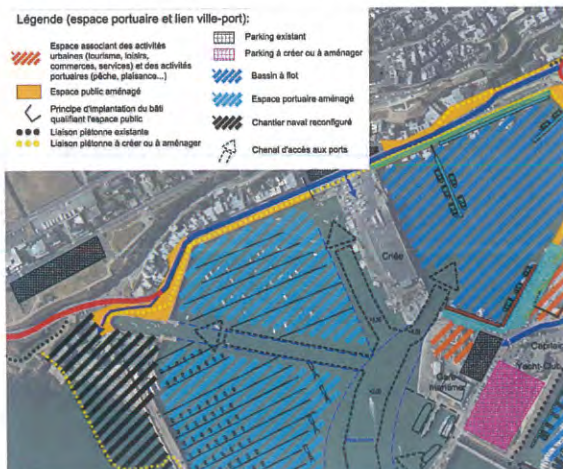 Légende (espace portuaire et lien ville-port):
Espace associant des activités
urbaines (tourisme, loisirs,
commerces, services) et des activités
portuaires (pêche, plaisance...)
Espace public aménagé
Principe d'implantation du bâti
qualifiant l'espace public
Liaison piétonne existante
Liaison piétonne à créer ou à aménager
Parking existant
Parking à créer ou à aménager
Bassin à flot
Espace portuaire aménagé
Chantier naval reconfiguré
Chenal d'accès aux ports
Criée
Gare
maritime
Yacht-Club